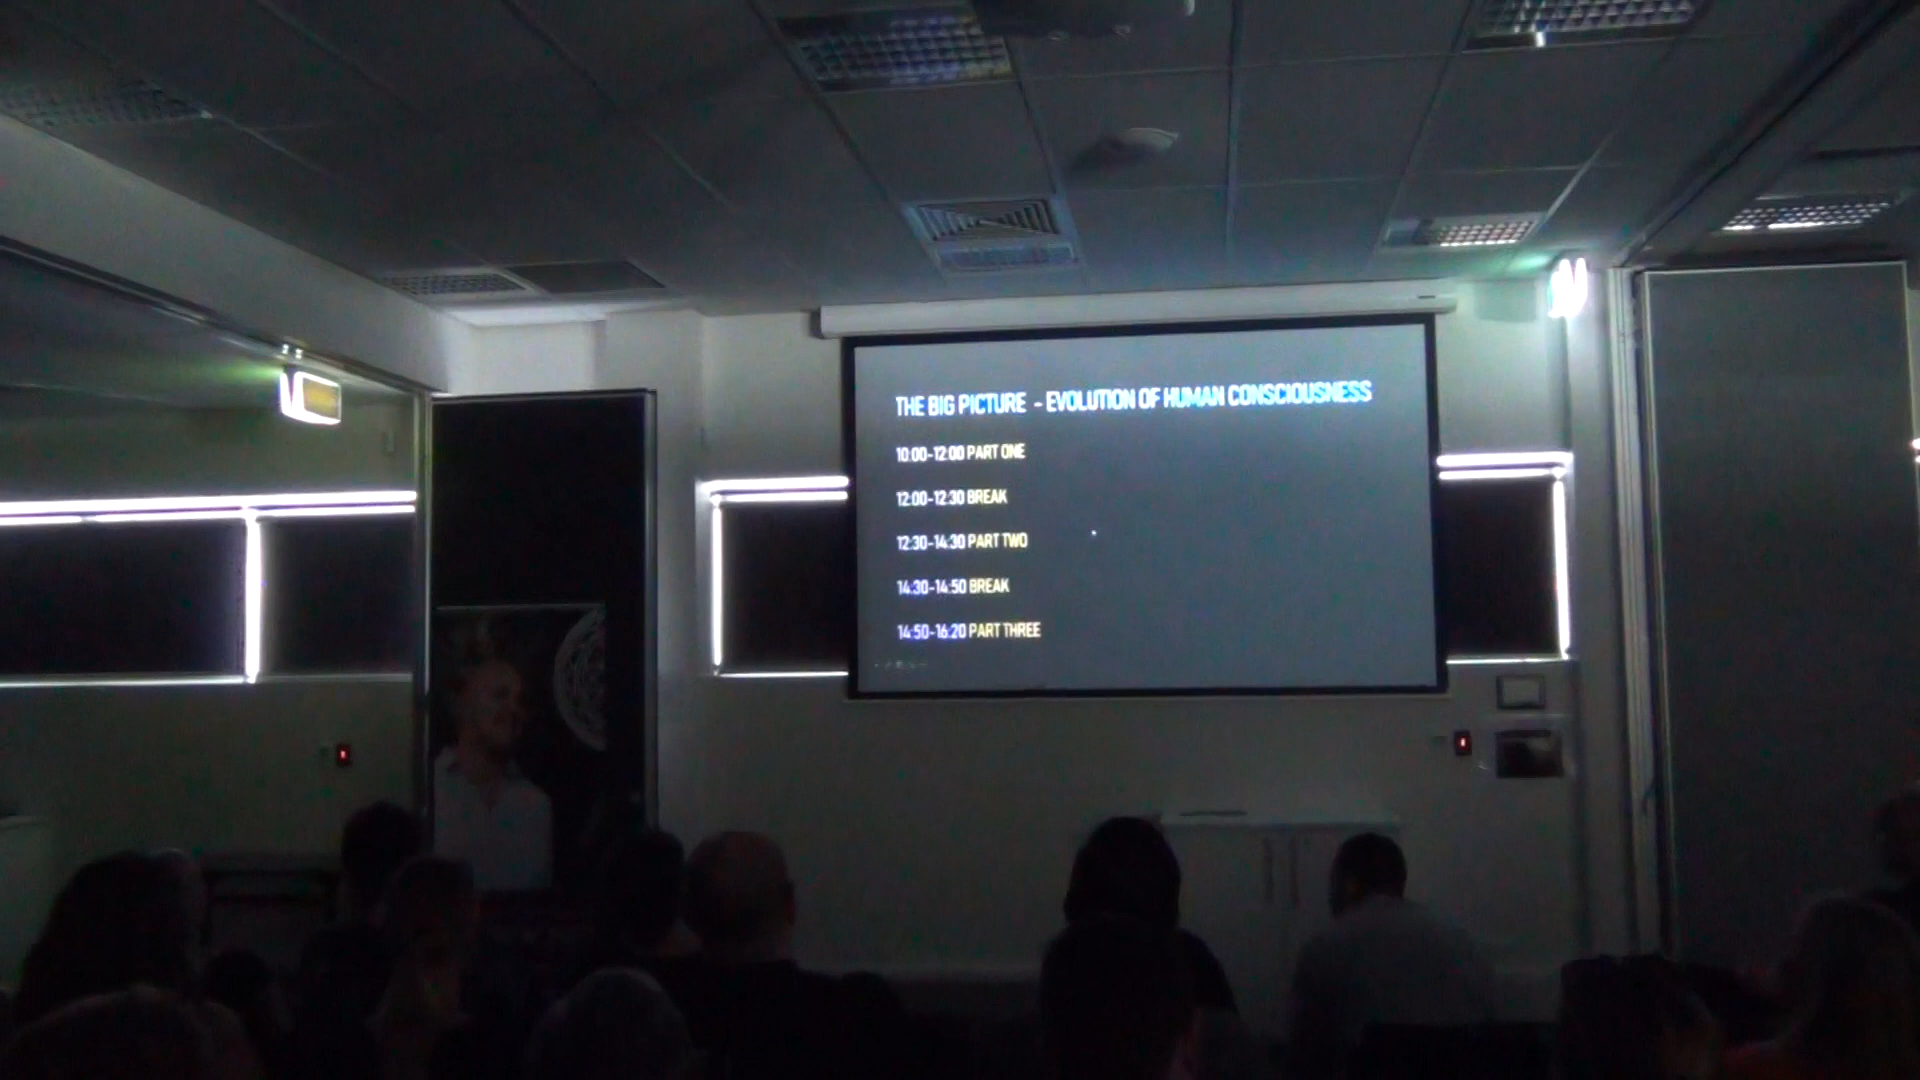 THE BIG PICTURE - EVOLUTION OF HUMAN CONSCIOUSNESS
10:00-12:00 PART ONE
12:00-12:30 BREAK
12:30-14:30 PART TWO
14:30-14:50 BREAK
14:50-16:20 PART THREE